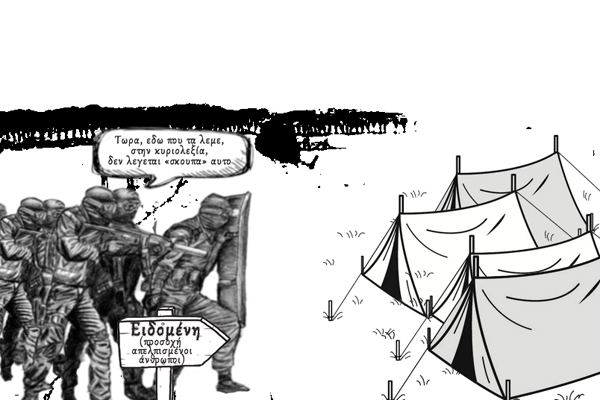 Τωρα, εδω που τα λεμε,
στην κυριολεξία,
δεν λεγεται «σκουπα» αυτο
Ειδομένη
(προσοχή
απελπισμένοι
άνθρωποι)